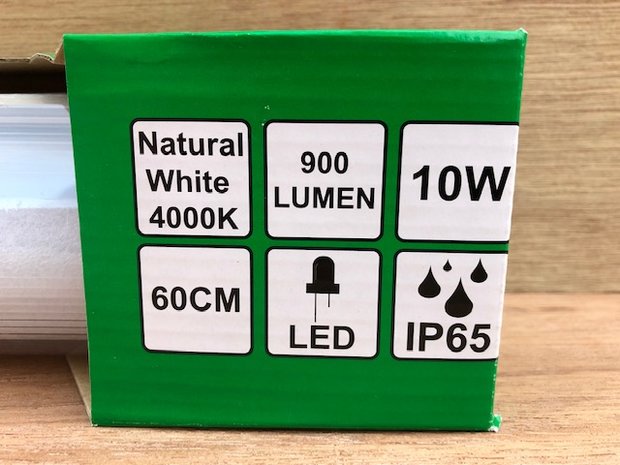 Natural
White
4000K
900
LUMEN
10W
60CM
LED
IP65